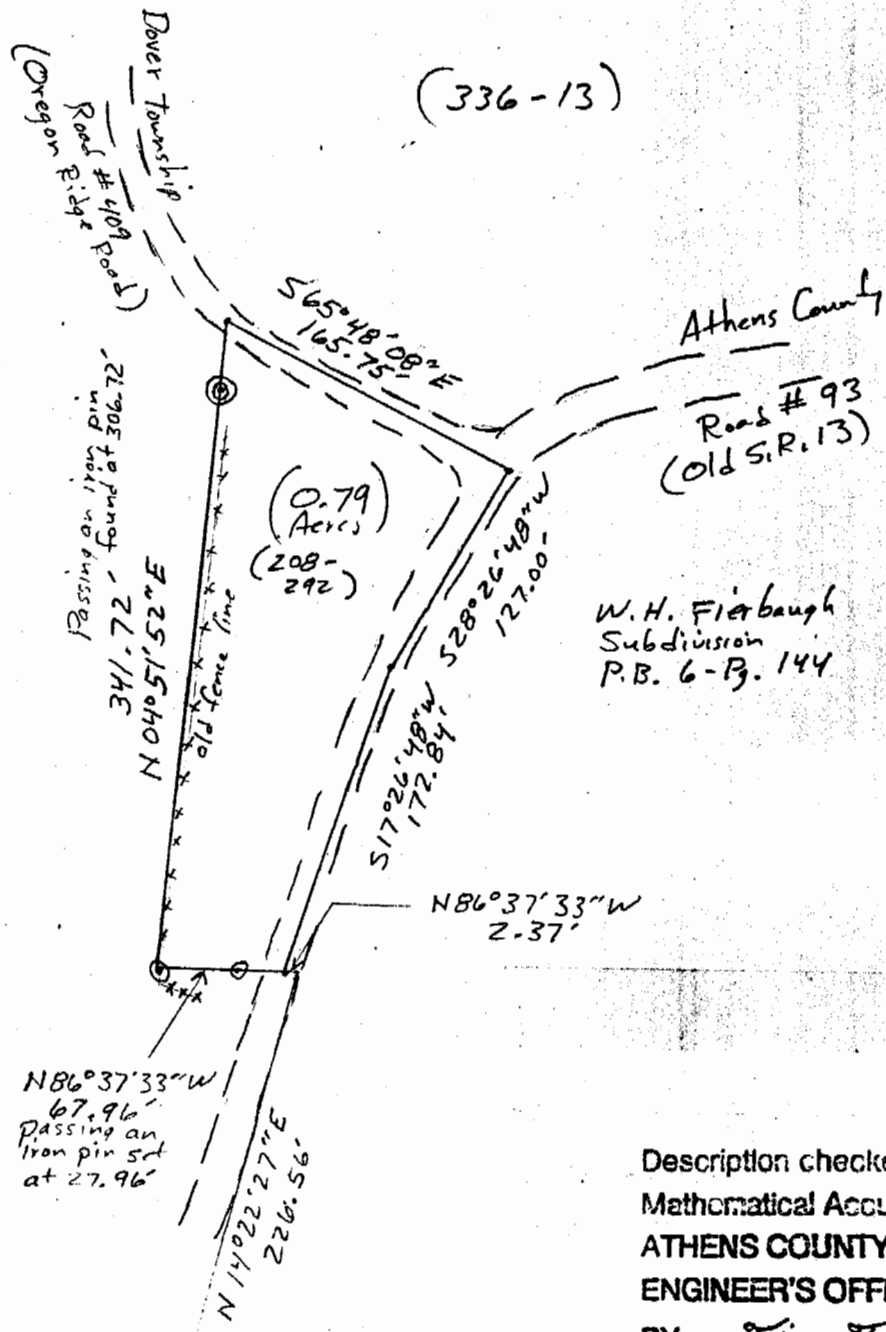 (336-13)
Dover Township
Road #409
(Oregon Ridge Road)
S65°48'08"E
165.75'
Athens County
Road # 93
(Old S.R. 13)
Passing an iron pin
found at 306.72'
341.72'
N04°51'52"E
old fence line
(0.79)
Acres
(208-
292)
S28°26'48"W
127.00'
W.H. Fierbaugh
Subdivision
P.B. 6-Pg. 144
S17°26'48"W
172.84'
N86°37'33"W
2.37'
N86°37'33"W
67.96'
Passing an
Iron pin set
at 27.96'
N14°22'27"E
226.56'
Description checke
Mathematical Accu
ATHENS COUNTY
ENGINEER'S OFFI